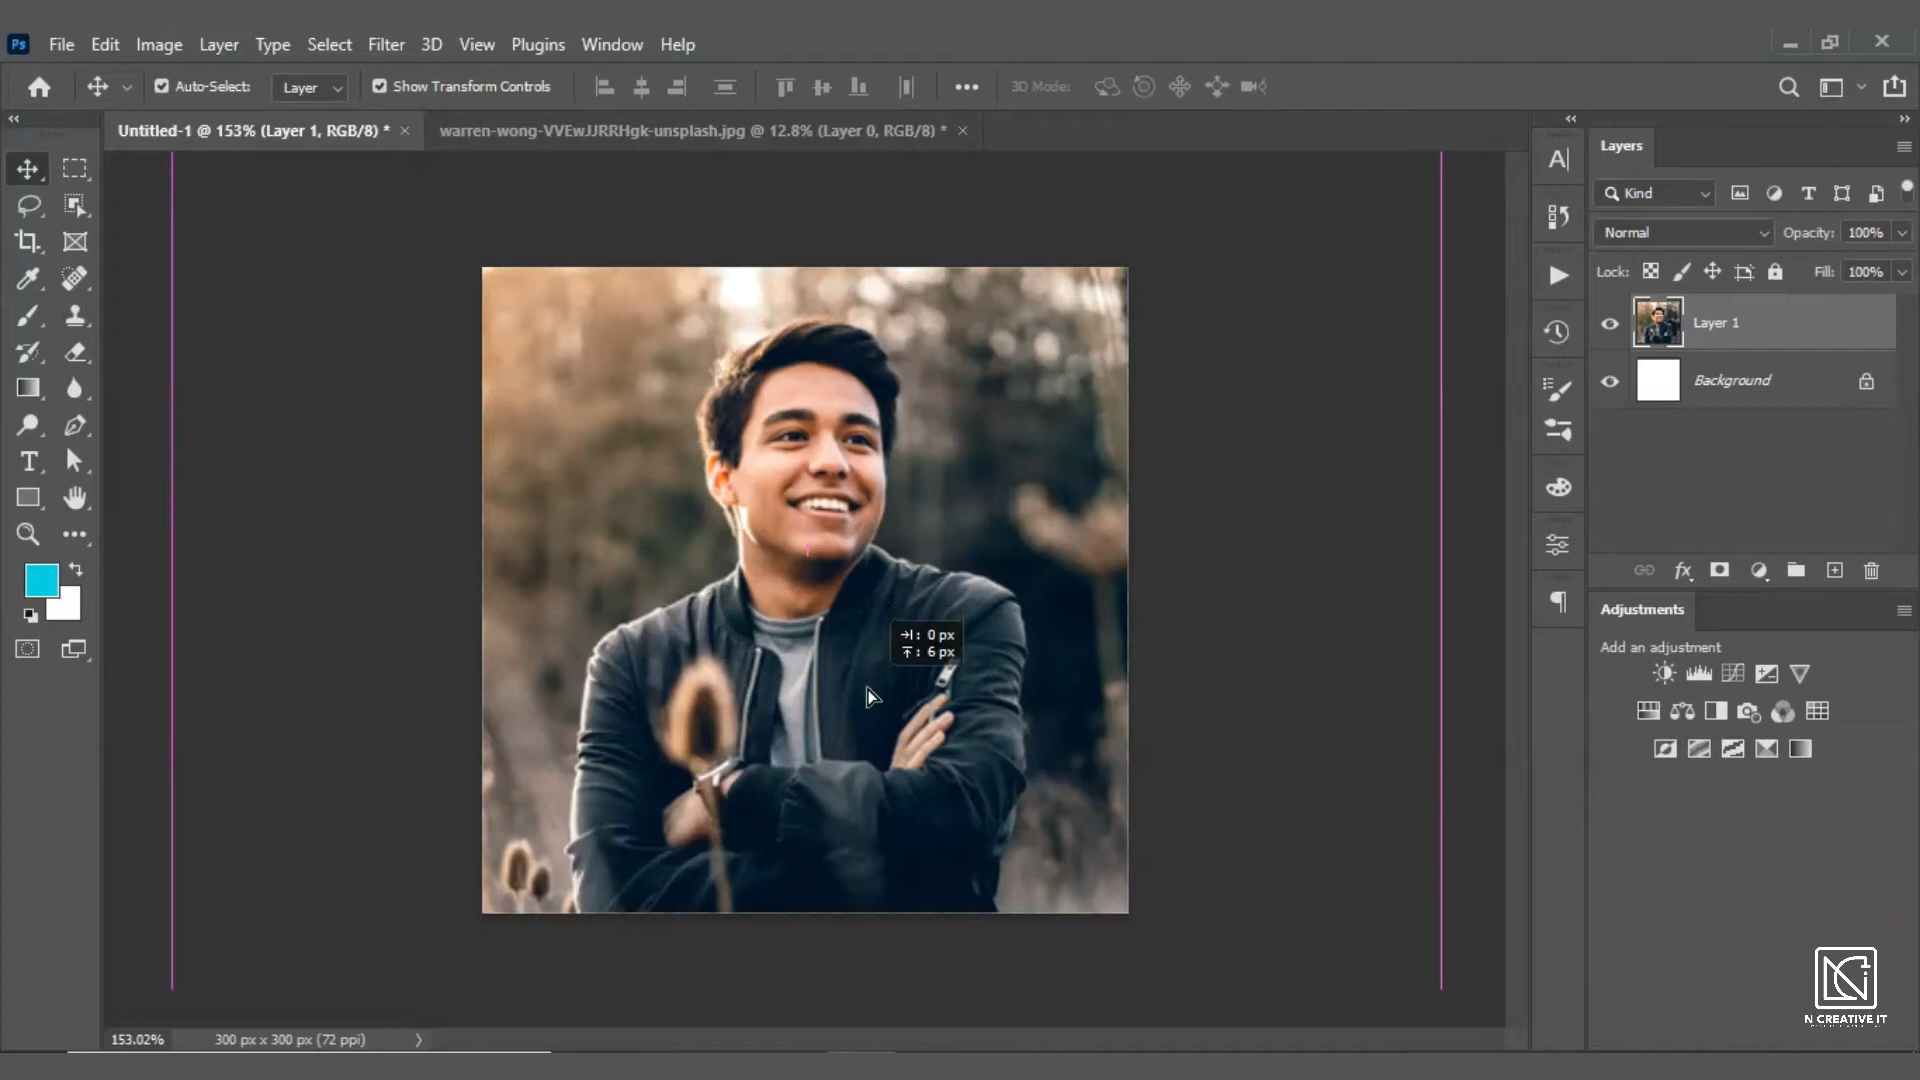 Ps File Edit Image Layer Type Select Filter 3D View Plugins Window Help
Auto-Select: Layer Show Transform Controls 3D Mode:
Untitled-1 @ 153% (Layer 1, RGB/8) * warren-wong-VVEwJJRRHgk-unsplash.jpg @ 12.8% (Layer 0, RGB/8) *
Layers
Kind
Normal Opacity: 100%
Lock: Fill: 100%
Layer 1
Background
fx
Adjustments
Add an adjustment
: 0 px
: 6 px
N CREATIVE IT
153.02% 300 px x 300 px (72 ppi)